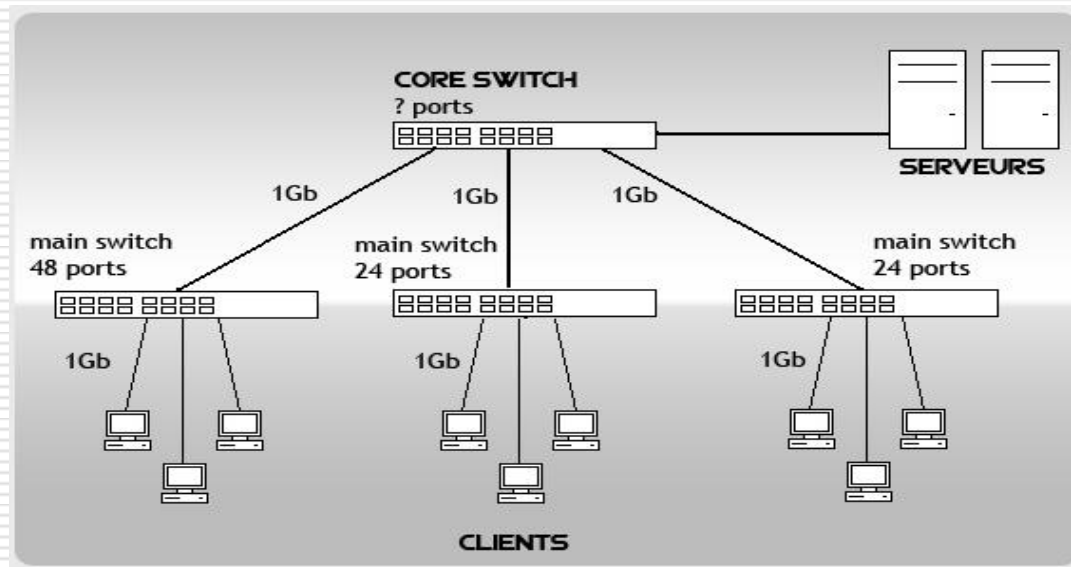 CORE SWITCH
? ports
SERVEURS
1Gb
1Gb
1Gb
main switch
48 ports
main switch
24 ports
main switch
24 ports
1Gb
1Gb
1Gb
CLIENTS